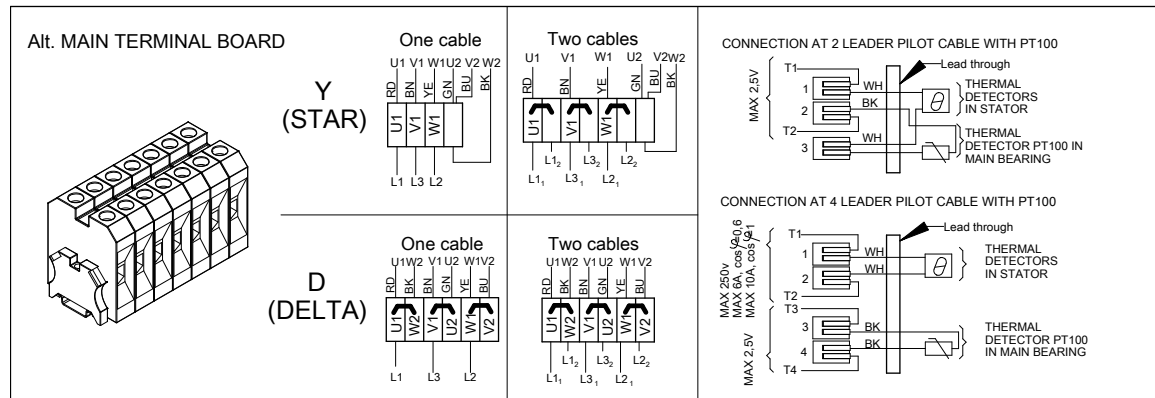 Alt. MAIN TERMINAL BOARD
Y
(STAR)
One cable
U1 V1 W1 U2 V2 W2
RD BN YE GN BU BK
U1 V1 W1
L1 L3 L2
Two cables
U1 V1 W1 U2 V2 W2
RD BN YE GN BU BK
U1 V1 W1
L1₂ L3₂ L2₂
L1₁ L3₁ L2₁
D
(DELTA)
One cable
U1 W2 V1 U2 W1 V2
RD BK BN GN YE BU
U1 W2 V1 U2 W1 V2
L1 L3 L2
Two cables
U1 W2 V1 U2 W1 V2
RD BK BN GN YE BU
U1 W2 V1 U2 W1 V2
L1₂ L3₂ L2₂
L1₁ L3₁ L2₁
CONNECTION AT 2 LEADER PILOT CABLE WITH PT100
Lead through
MAX 2,5V
T1
1
WH
2
BK
T2
3
WH
θ
THERMAL
DETECTORS
IN STATOR
THERMAL
DETECTOR PT100 IN
MAIN BEARING
CONNECTION AT 4 LEADER PILOT CABLE WITH PT100
Lead through
MAX 250v
MAX 6A, cos 0,6
MAX 10A, cos 1
T1
1
WH
2
WH
T2
θ
THERMAL
DETECTORS
IN STATOR
MAX 2,5V
T3
3
BK
4
BK
T4
THERMAL
DETECTOR PT100
IN MAIN BEARING